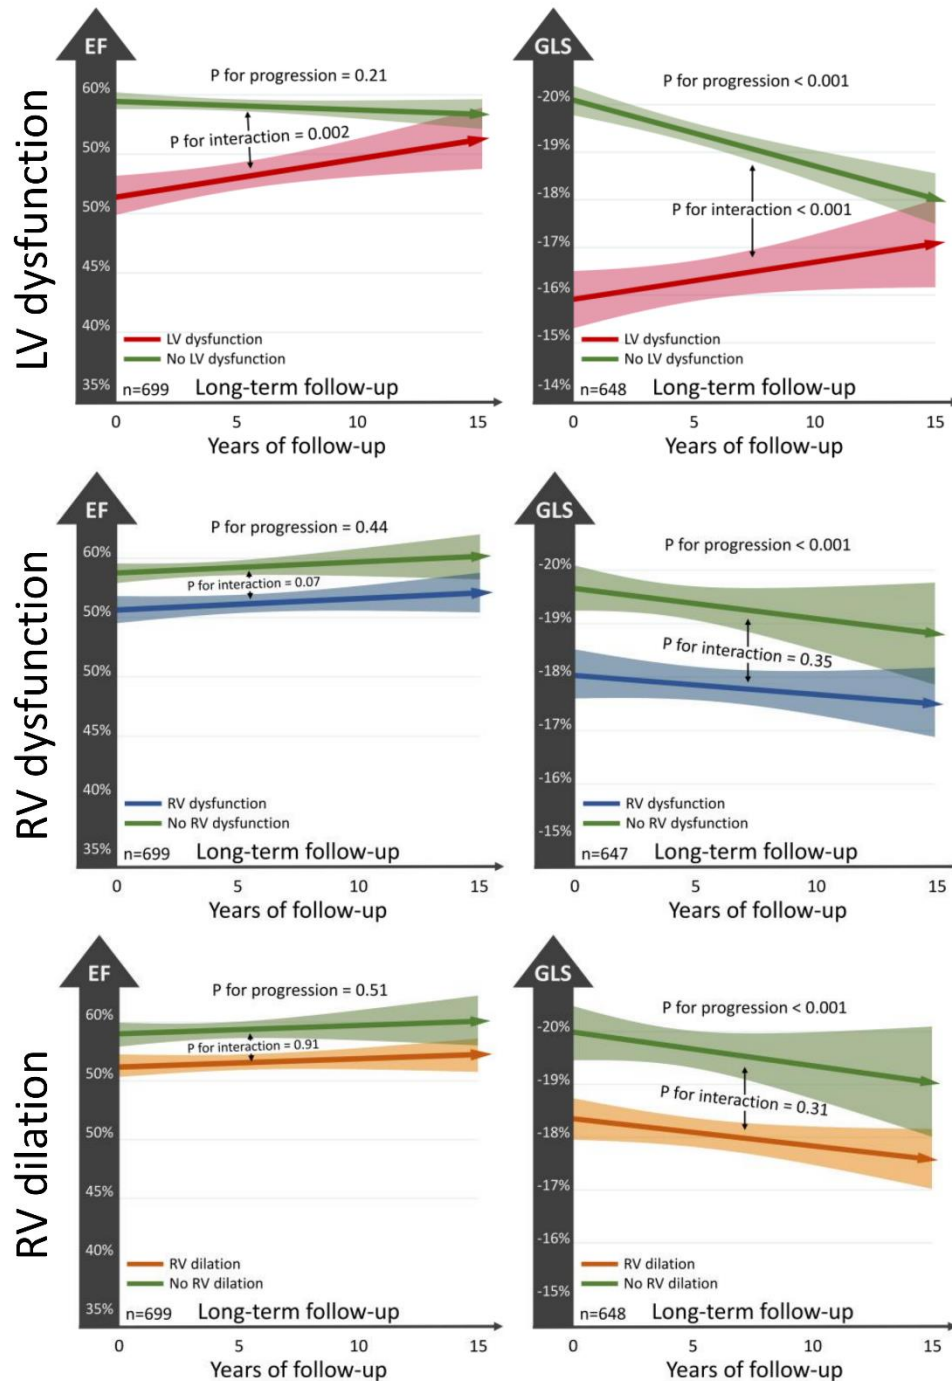 LV dysfunction
EF
60%
50%
50%
45%
40%
35%
P for progression = 0.21
P for interaction = 0.002
LV dysfunction
No LV dysfunction
n=699 Long-term follow-up
0 5 10 15
Years of follow-up
GLS
-20%
-19%
-18%
-17%
-16%
-15%
-14%
P for progression < 0.001
P for interaction < 0.001
LV dysfunction
No LV dysfunction
n=648 Long-term follow-up
0 5 10 15
Years of follow-up
RV dysfunction
EF
60%
50%
50%
45%
40%
35%
P for progression = 0.44
P for interaction = 0.07
RV dysfunction
No RV dysfunction
n=699 Long-term follow-up
0 5 10 15
Years of follow-up
GLS
-20%
-19%
-18%
-17%
-16%
-15%
P for progression < 0.001
P for interaction = 0.35
RV dysfunction
No RV dysfunction
n=647 Long-term follow-up
0 5 10 15
Years of follow-up
RV dilation
EF
60%
50%
50%
45%
40%
35%
P for progression = 0.51
P for interaction = 0.91
RV dilation
No RV dilation
n=699 Long-term follow-up
0 5 10 15
Years of follow-up
GLS
-20%
-19%
-18%
-17%
-16%
-15%
P for progression < 0.001
P for interaction = 0.31
RV dilation
No RV dilation
n=648 Long-term follow-up
0 5 10 15
Years of follow-up